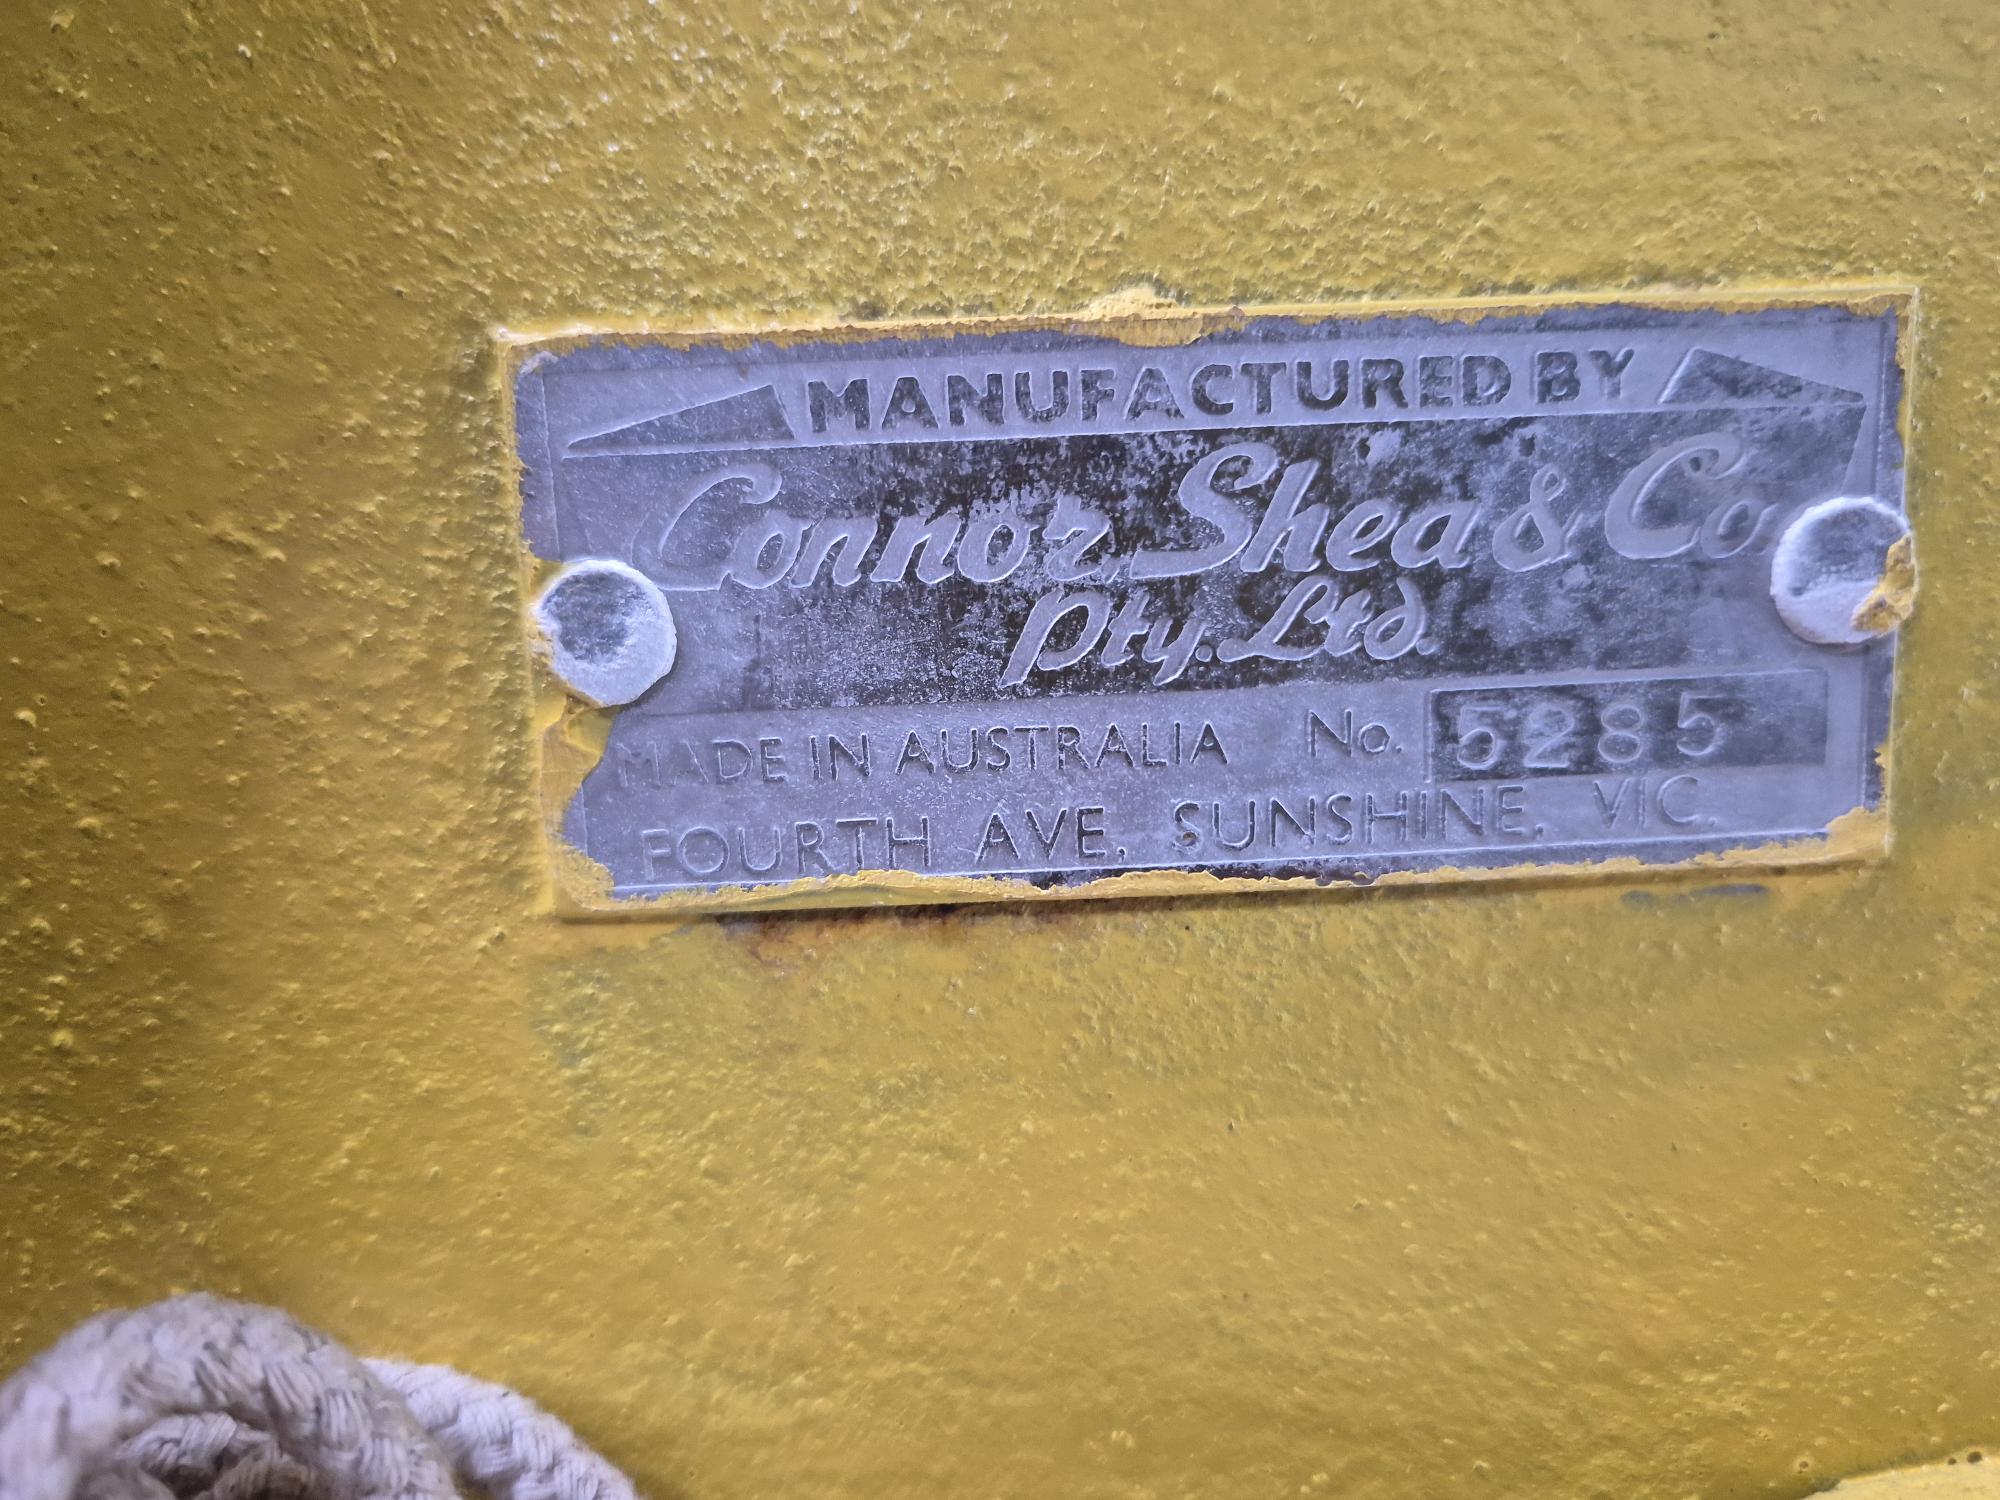 MANUFACTURED BY
Connor, Shea & Co.
Pty. Ltd.
MADE IN AUSTRALIA No. 5285
FOURTH AVE, SUNSHINE, VIC.